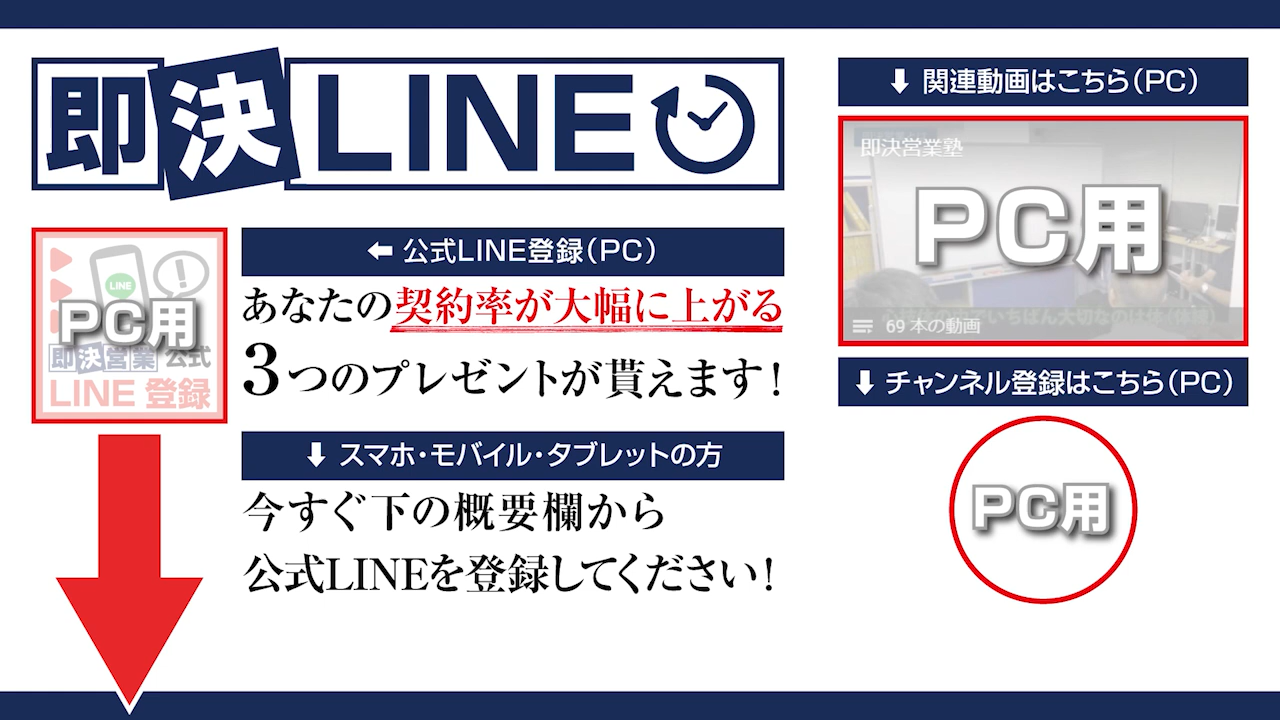 即決LINE
公式LINE登録(PC)
あなたの契約率が大幅に上がる
3つのプレゼントが貰えます!
LINE
PC用
即決営業 公式
LINE 登録
スマホ・モバイル・タブレットの方
今すぐ下の概要欄から
公式LINEを登録してください!
関連動画はこちら(PC)
即決営業塾
PC用
69 本の動画
チャンネル登録はこちら(PC)
PC用